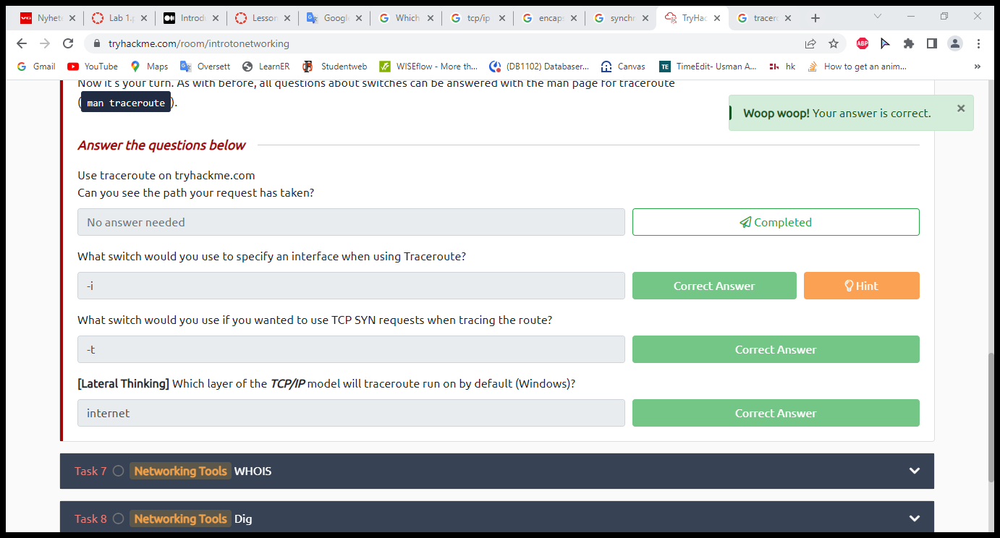 Nyhet
Lab 1.p
Introdu
Lesson
Google
Which
tcp/ip
encaps
synchr
TryHac
tracero
tryhackme.com/room/introtonetworking
ABP
Gmail
YouTube
Maps
Oversett
LearnER
Studentweb
WISEflow - More th...
(DB1102) Databaser...
Canvas
TE
TimeEdit- Usman A...
hk
How to get an anim...
»
Now it's your turn. As with before, all questions about switches can be answered with the man page for traceroute
( man traceroute ).
Woop woop! Your answer is correct.
Answer the questions below
Use traceroute on tryhackme.com
Can you see the path your request has taken?
No answer needed
Completed
What switch would you use to specify an interface when using Traceroute?
-i
Correct Answer
Hint
What switch would you use if you wanted to use TCP SYN requests when tracing the route?
-t
Correct Answer
[Lateral Thinking] Which layer of the TCP/IP model will traceroute run on by default (Windows)?
internet
Correct Answer
Task 7 Networking Tools WHOIS
Task 8 Networking Tools Dig